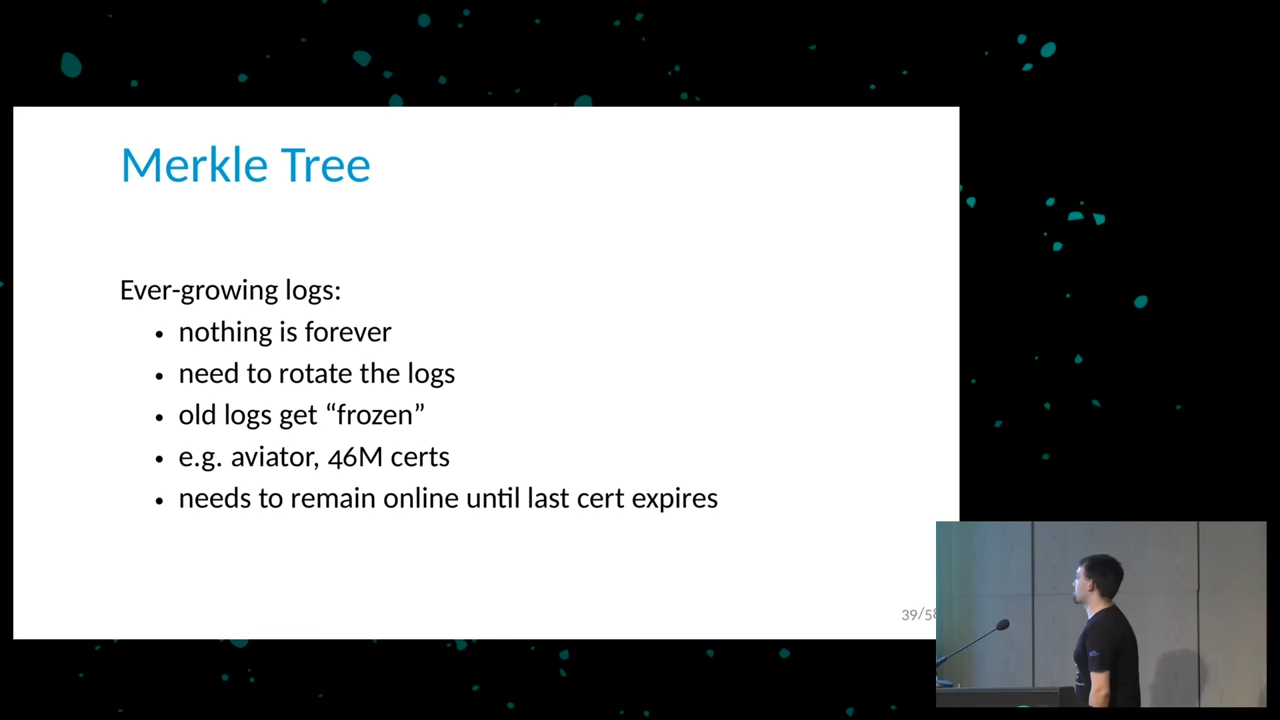 Merkle Tree
Ever-growing logs:
• nothing is forever
• need to rotate the logs
• old logs get “frozen”
• e.g. aviator, 46M certs
• needs to remain online until last cert expires
39/58